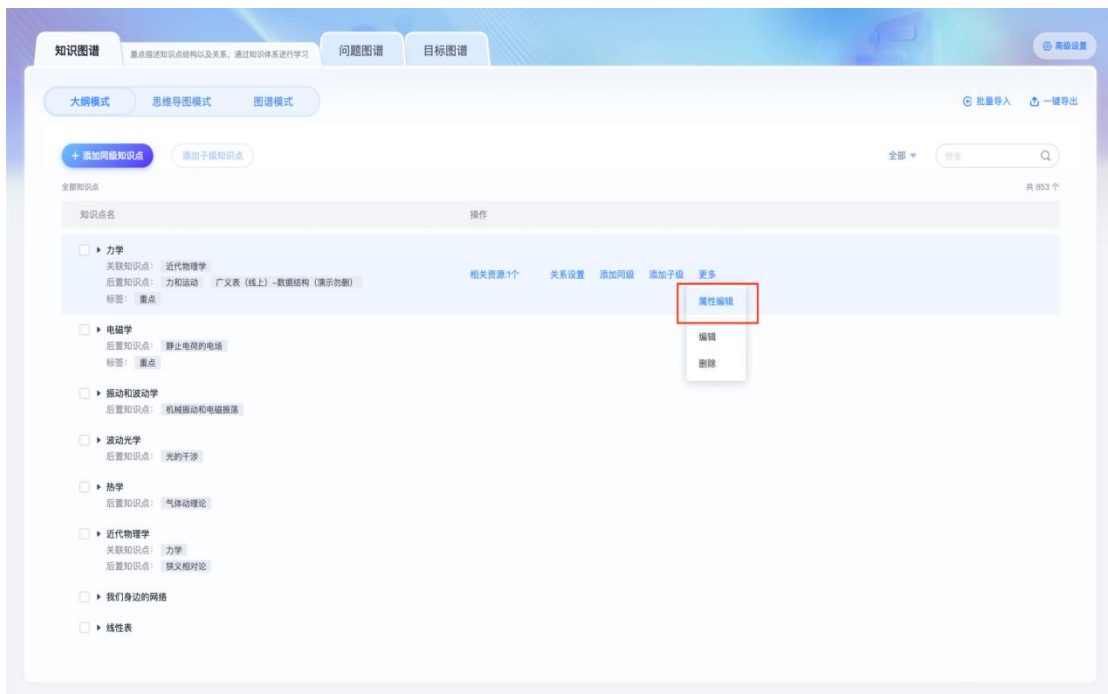 知识图谱 重点描述知识点结构以及关系，通过知识体系进行学习 问题图谱 目标图谱 高级设置
大纲模式 思维导图模式 图谱模式 批量导入 一键导出
+ 添加同级知识点 添加子级知识点 全部 搜索
全部知识点 共 853 个
知识点名 操作
力学
关联知识点： 近代物理学
后置知识点： 力和运动 广义表（线上）-数据结构（演示勿删）
标签： 重点
相关资源:1个 关系设置 添加同级 添加子级 更多
属性编辑
编辑
删除
电磁学
后置知识点： 静止电荷的电场
标签： 重点
振动和波动学
后置知识点： 机械振动和电磁振荡
波动光学
后置知识点： 光的干涉
热学
后置知识点： 气体动理论
近代物理学
关联知识点： 力学
后置知识点： 狭义相对论
我们身边的网络
线性表